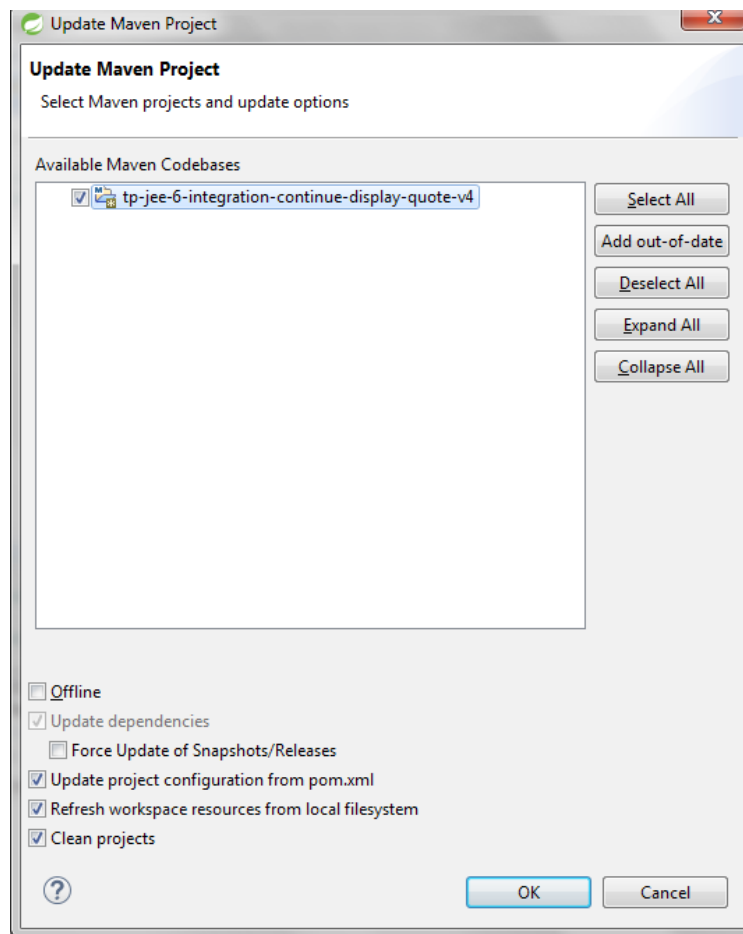 Update Maven Project
Update Maven Project
Select Maven projects and update options
Available Maven Codebases
tp-jee-6-integration-continue-display-quote-v4
Select All
Add out-of-date
Deselect All
Expand All
Collapse All
Offline
Update dependencies
Force Update of Snapshots/Releases
Update project configuration from pom.xml
Refresh workspace resources from local filesystem
Clean projects
?
OK
Cancel